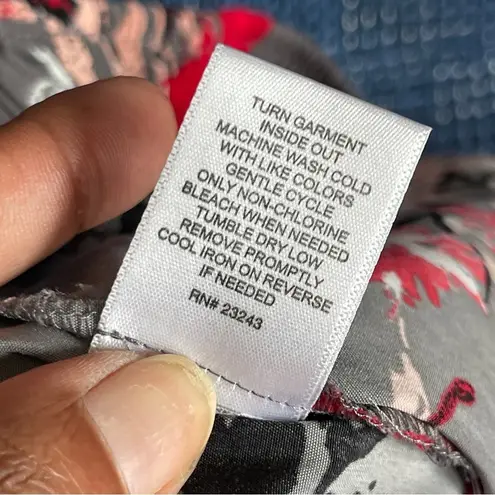 TURN GARMENT
INSIDE OUT
MACHINE WASH COLD
WITH LIKE COLORS
GENTLE CYCLE
ONLY NON-CHLORINE
BLEACH WHEN NEEDED
TUMBLE DRY LOW
REMOVE PROMPTLY
COOL IRON ON REVERSE
IF NEEDED
RN# 23243